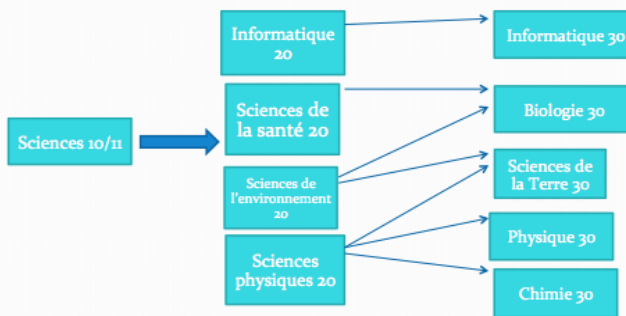 Sciences 10/11
Informatique
20
Sciences de
la santé 20
Sciences de
l'environnement
20
Sciences
physiques 20
Informatique 30
Biologie 30
Sciences de
la Terre 30
Physique 30
Chimie 30